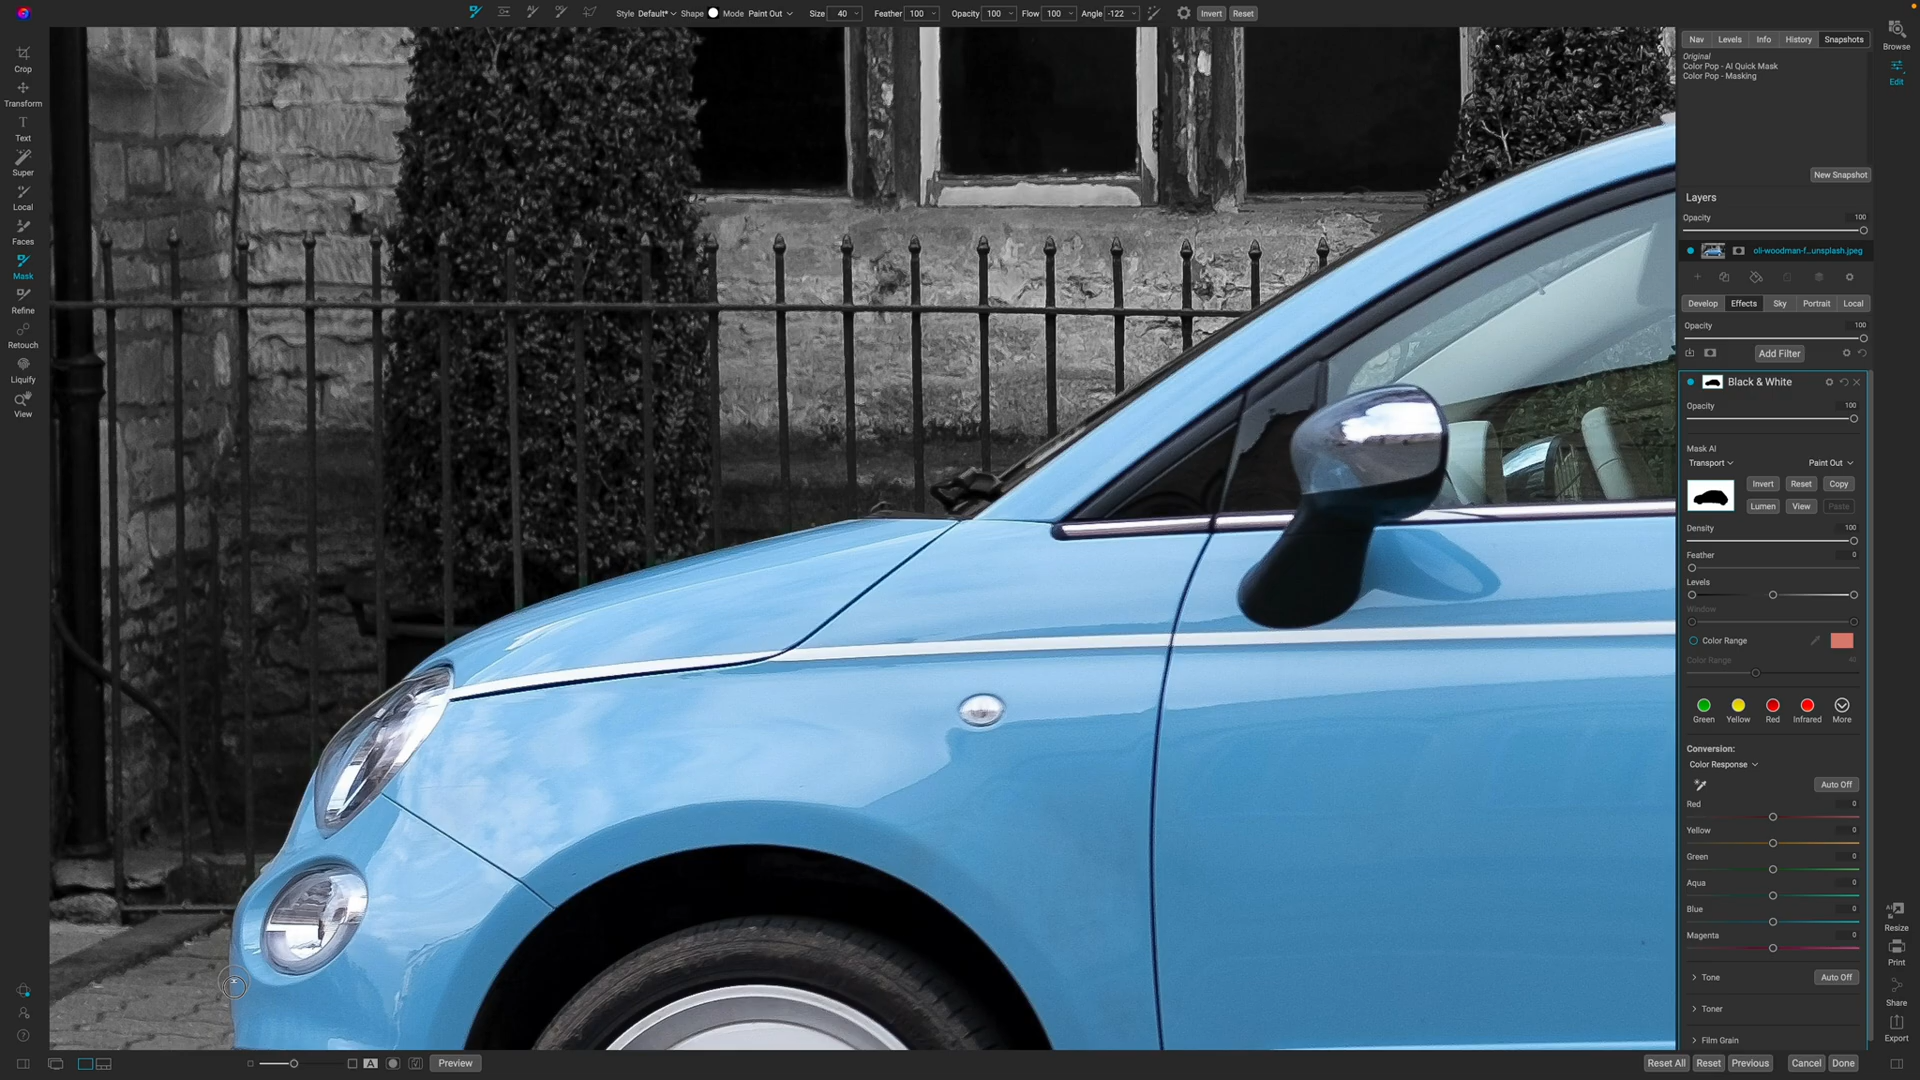 Style Default* Shape Mode Paint Out Size 40 Feather 100 Opacity 100 Flow 100 Angle -122 Invert Reset
Crop
Transform
Text
Super
Local
Faces
Mask
Refine
Retouch
Liquify
View
Nav Levels Info History Snapshots
Original
Color Pop - AI Quick Mask
Color Pop - Masking
New Snapshot
Layers
Opacity 100
oli-woodman-f...unsplash.jpeg
Develop Effects Sky Portrait Local
Opacity 100
Add Filter
Black & White
Opacity 100
Mask AI
Transport Paint Out
Invert Reset Copy
Lumen View Paste
Density 100
Feather 0
Levels
Window
Color Range
Color Range 40
Green Yellow Red Infrared More
Conversion:
Color Response
Auto Off
Red 0
Yellow 0
Green 0
Aqua 0
Blue 0
Magenta 0
Tone Auto Off
Toner
Film Grain
Browse
Edit
AI
Resize
Print
Share
Export
A Preview
Reset All Reset Previous Cancel Done